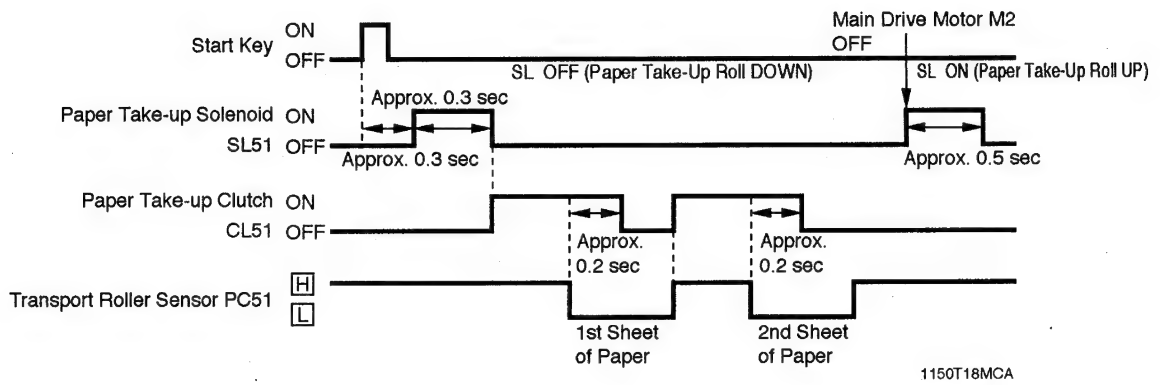 Main Drive Motor M2
Start Key ON
OFF
OFF
SL OFF (Paper Take-Up Roll DOWN)
SL ON (Paper Take-Up Roll UP)
Approx. 0.3 sec
Paper Take-up Solenoid ON
SL51 OFF
Approx. 0.3 sec
Approx. 0.5 sec
Paper Take-up Clutch ON
CL51 OFF
Approx.
0.2 sec
Approx.
0.2 sec
Transport Roller Sensor PC51
H
L
1st Sheet
of Paper
2nd Sheet
of Paper
1150T18MCA